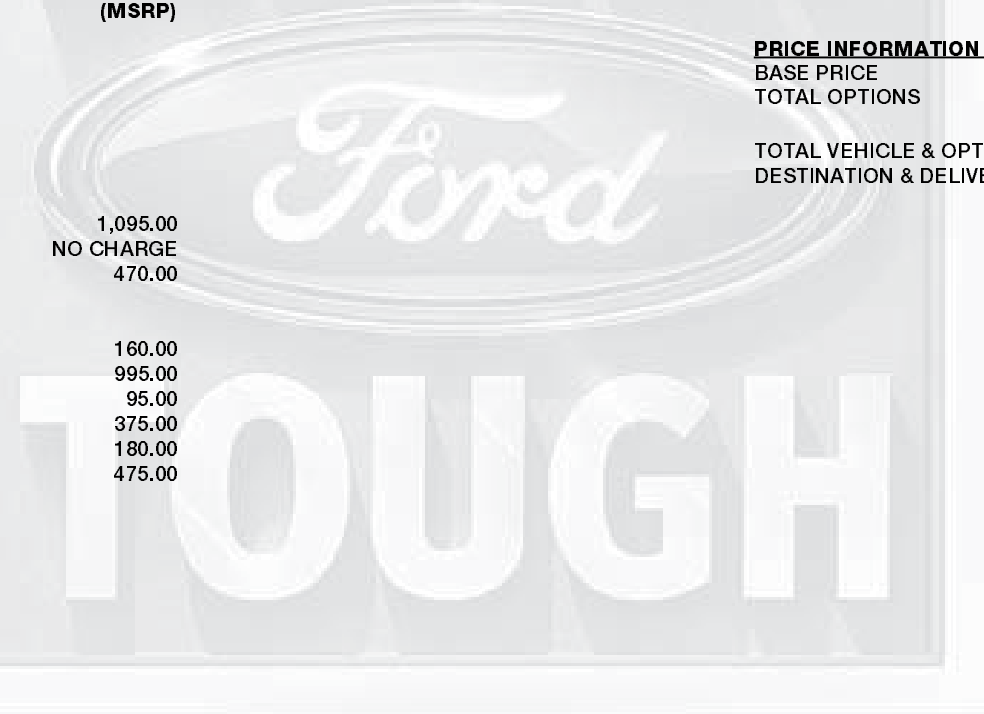 (MSRP)
1,095.00
NO CHARGE
470.00
160.00
995.00
95.00
375.00
180.00
475.00
PRICE INFORMATION
BASE PRICE
TOTAL OPTIONS
TOTAL VEHICLE & OPT
DESTINATION & DELIVE
Ford
TOUGH